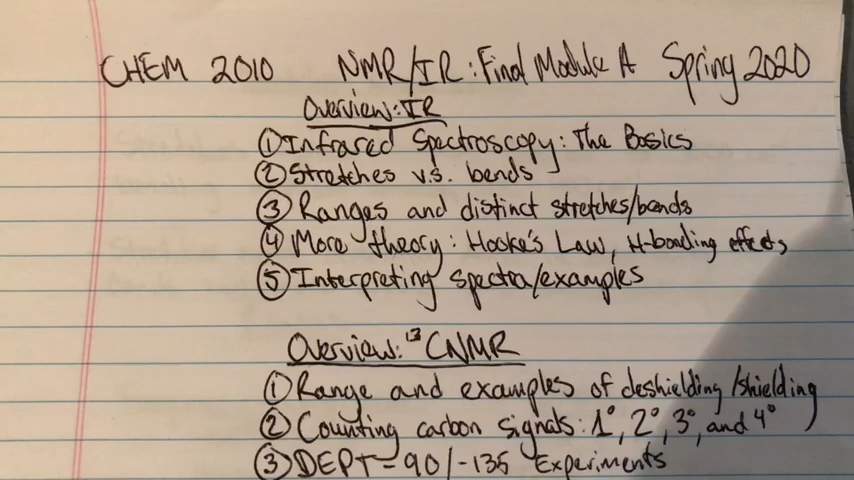 CHEM 2010 NMR/IR: Final Module A Spring 2020
Overview: IR
① Infrared Spectroscopy: The Basics
② Stretches v.s. bends
③ Ranges and distinct stretches/bends
④ More theory: Hooke's Law, H-bonding effects
⑤ Interpreting spectra/examples
Overview: ¹³CNMR
① Range and examples of deshielding/shielding
② Counting carbon signals: 1°, 2°, 3°, and 4°
③ DEPT-90/-135 Experiments